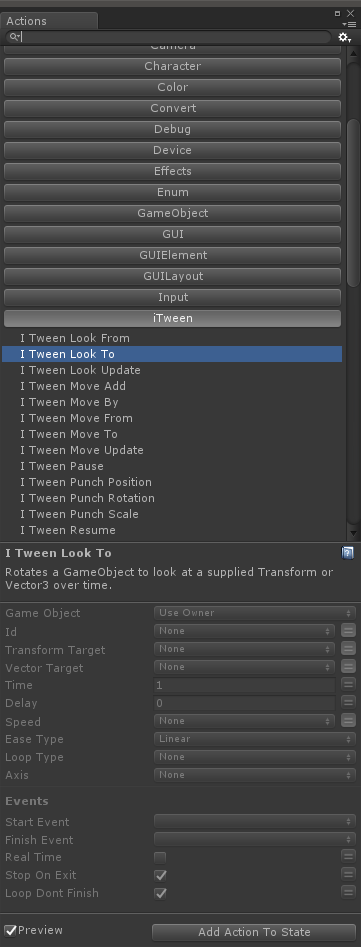 Actions
Camera
Character
Color
Convert
Debug
Device
Effects
Enum
GameObject
GUI
GUIElement
GUILayout
Input
iTween
I Tween Look From
I Tween Look To
I Tween Look Update
I Tween Move Add
I Tween Move By
I Tween Move From
I Tween Move To
I Tween Move Update
I Tween Pause
I Tween Punch Position
I Tween Punch Rotation
I Tween Punch Scale
I Tween Resume
I Tween Look To
Rotates a GameObject to look at a supplied Transform or
Vector3 over time.
Game Object Use Owner
Id None
Transform Target None
Vector Target None
Time 1
Delay 0
Speed None
Ease Type Linear
Loop Type None
Axis None
Events
Start Event
Finish Event
Real Time
Stop On Exit
Loop Dont Finish
Preview Add Action To State